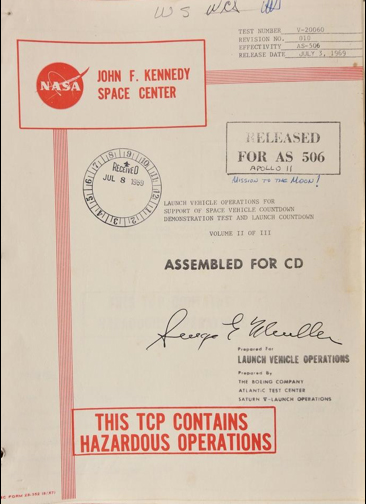 WS WCS
TEST NUMBER V-20060
REVISION NO. 010
EFFECTIVITY AS-506
RELEASE DATE JULY 3, 1969
NASA
JOHN F. KENNEDY
SPACE CENTER
RECEIVED
JUL 8 1969
RELEASED
FOR AS 506
APOLLO 11
MISSION TO THE MOON!
LAUNCH VEHICLE OPERATIONS FOR
SUPPORT OF SPACE VEHICLE COUNTDOWN
DEMONSTRATION TEST AND LAUNCH COUNTDOWN
VOLUME II OF III
ASSEMBLED FOR CD
George E Mueller
Prepared For
LAUNCH VEHICLE OPERATIONS
Prepared By
THE BOEING COMPANY
ATLANTIC TEST CENTER
SATURN V-LAUNCH OPERATIONS
THIS TCP CONTAINS
HAZARDOUS OPERATIONS